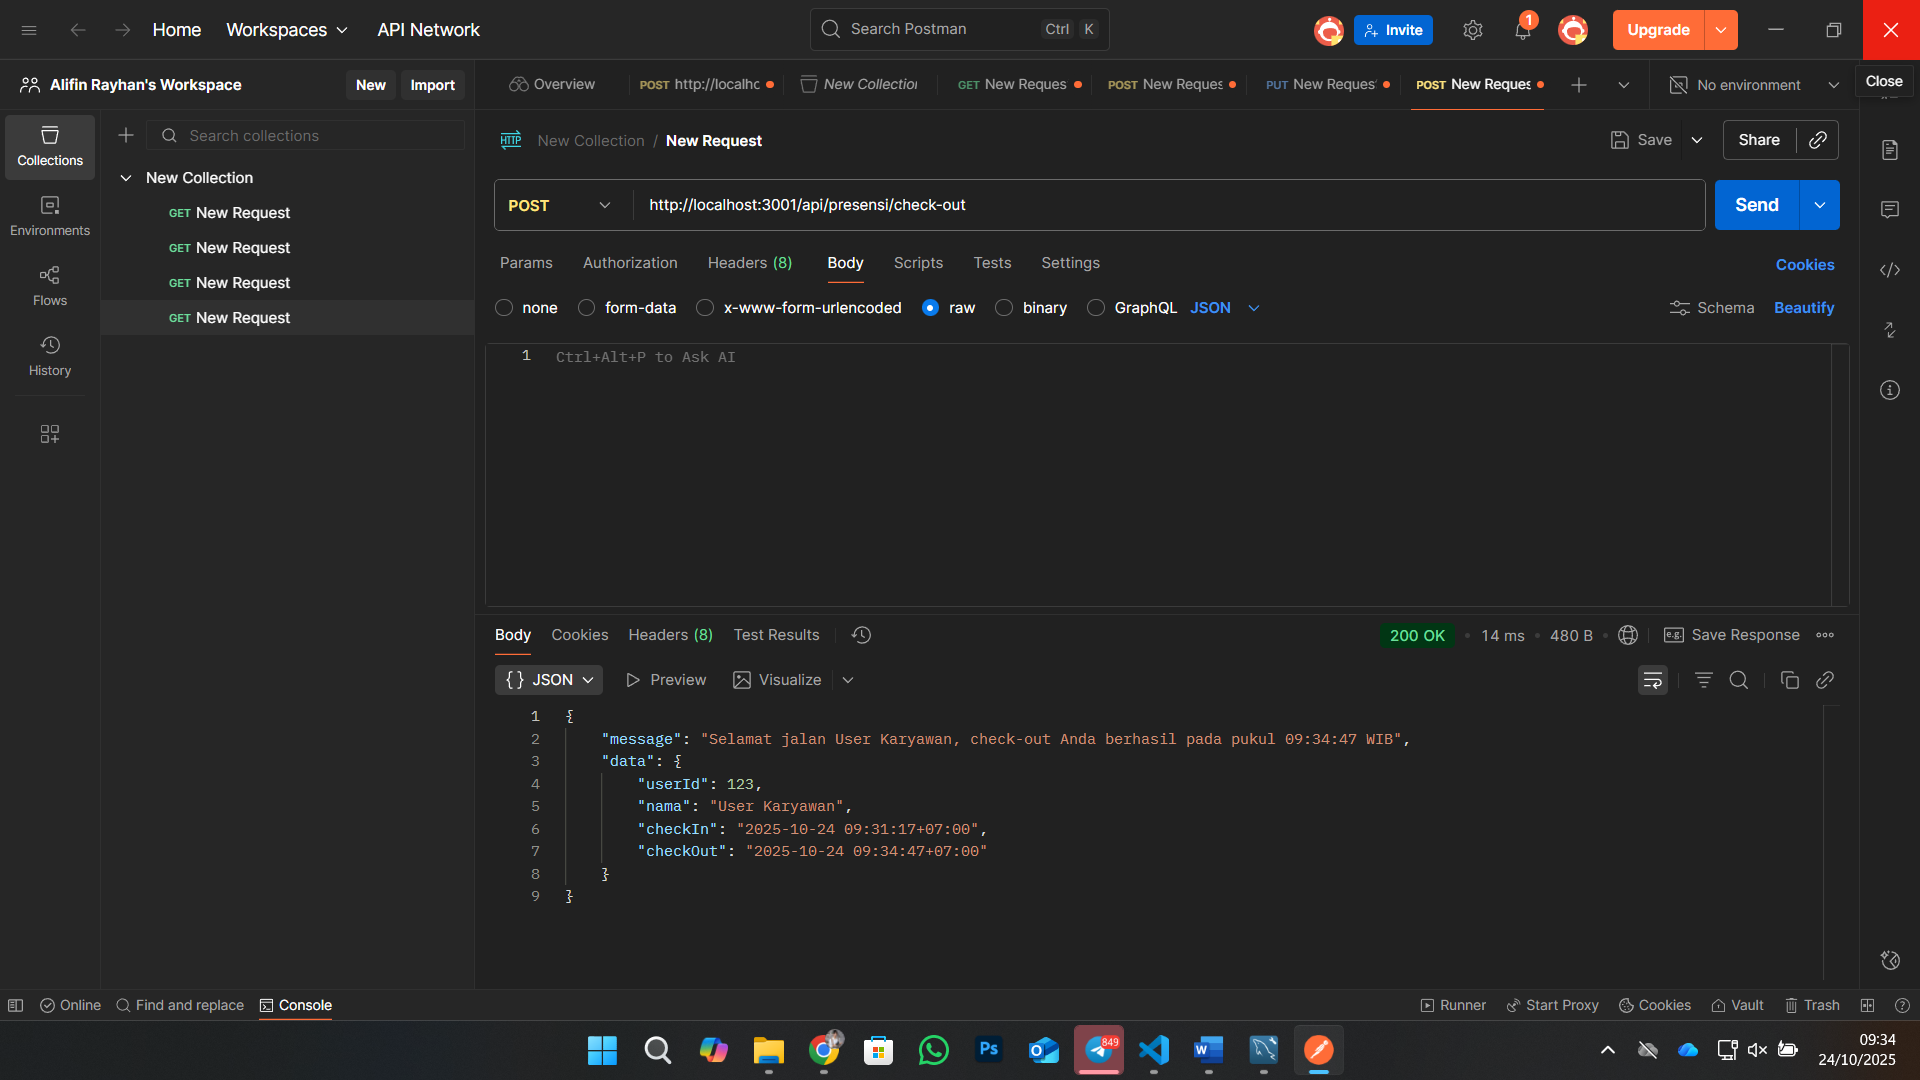 Home
Workspaces
API Network
Search Postman
Ctrl
K
Invite
1
Upgrade
Alifin Rayhan's Workspace
New
Import
Overview
POST http://localhc
New Collection
GET New Reques
POST New Reques
PUT New Reques
POST New Reques
No environment
Close
Collections
Environments
Flows
History
Search collections
New Collection
GET New Request
GET New Request
GET New Request
GET New Request
HTTP
New Collection / New Request
Save
Share
POST
http://localhost:3001/api/presensi/check-out
Send
Params
Authorization
Headers (8)
Body
Scripts
Tests
Settings
Cookies
none
form-data
x-www-form-urlencoded
raw
binary
GraphQL
JSON
Schema
Beautify
1
Ctrl+Alt+P to Ask AI
Body
Cookies
Headers (8)
Test Results
200 OK
14 ms
480 B
e.g.
Save Response
{} JSON
Preview
Visualize
1 {
2 "message": "Selamat jalan User Karyawan, check-out Anda berhasil pada pukul 09:34:47 WIB",
3 "data": {
4 "userId": 123,
5 "nama": "User Karyawan",
6 "checkIn": "2025-10-24 09:31:17+07:00",
7 "checkOut": "2025-10-24 09:34:47+07:00"
8 }
9 }
Online
Find and replace
Console
Runner
Start Proxy
Cookies
Vault
Trash
Ps
849
09:34
24/10/2025